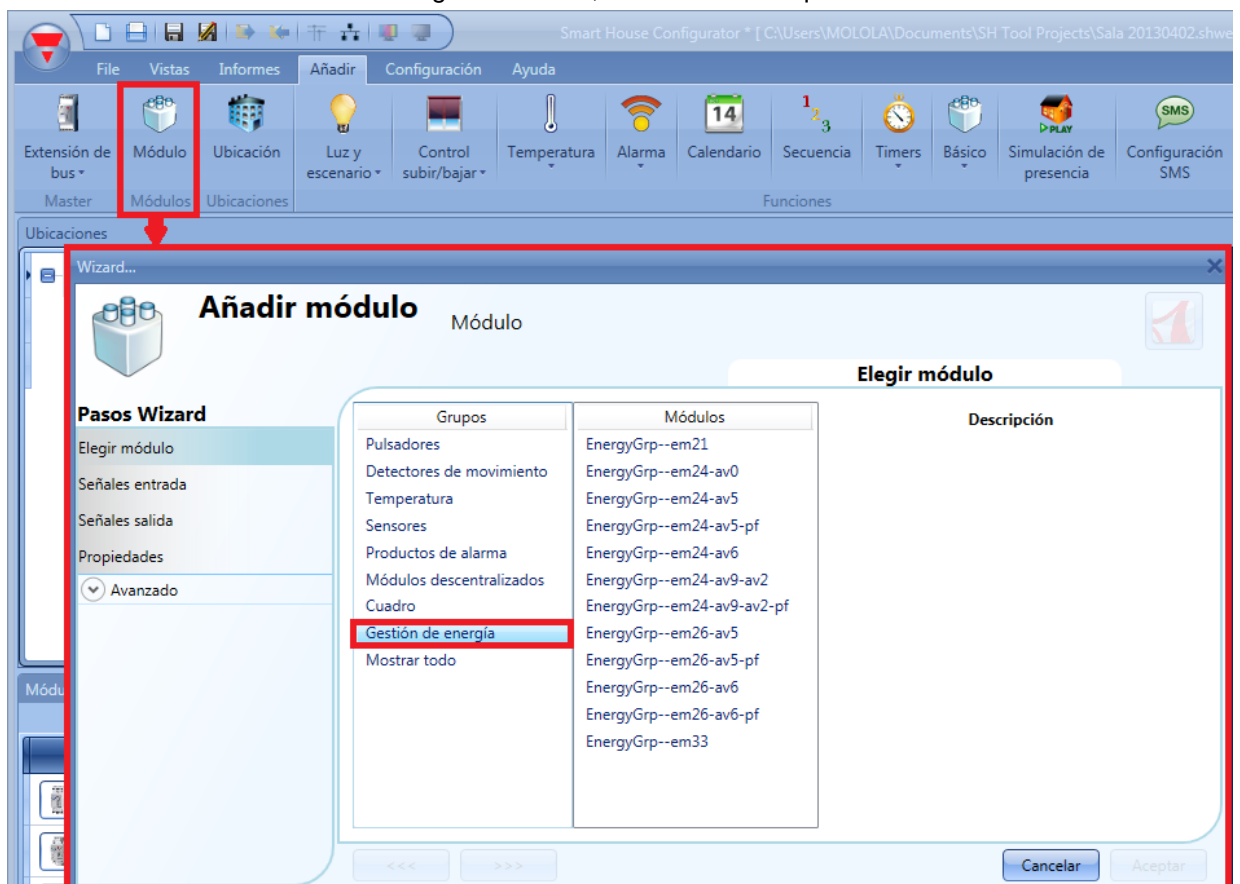 Smart House Configurator * [ C:\Users\MOLOLA\Documents\SH Tool Projects\Sala 20130402.shwe
File Vistas Informes Añadir Configuración Ayuda
14
1 2 3
PLAY
SMS
Extensión de bus
Módulo
Ubicación
Luz y escenario
Control subir/bajar
Temperatura
Alarma
Calendario
Secuencia
Timers
Básico
Simulación de presencia
Configuración SMS
Master Módulos Ubicaciones Funciones
Ubicaciones
Wizard...
Añadir módulo
Módulo
Elegir módulo
Pasos Wizard
Elegir módulo
Señales entrada
Señales salida
Propiedades
Avanzado
Grupos
Pulsadores
Detectores de movimiento
Temperatura
Sensores
Productos de alarma
Módulos descentralizados
Cuadro
Gestión de energía
Mostrar todo
Módulos
EnergyGrp--em21
EnergyGrp--em24-av0
EnergyGrp--em24-av5
EnergyGrp--em24-av5-pf
EnergyGrp--em24-av6
EnergyGrp--em24-av9-av2
EnergyGrp--em24-av9-av2-pf
EnergyGrp--em26-av5
EnergyGrp--em26-av5-pf
EnergyGrp--em26-av6
EnergyGrp--em26-av6-pf
EnergyGrp--em33
Descripción
Módu
<<< >>>
Cancelar Aceptar